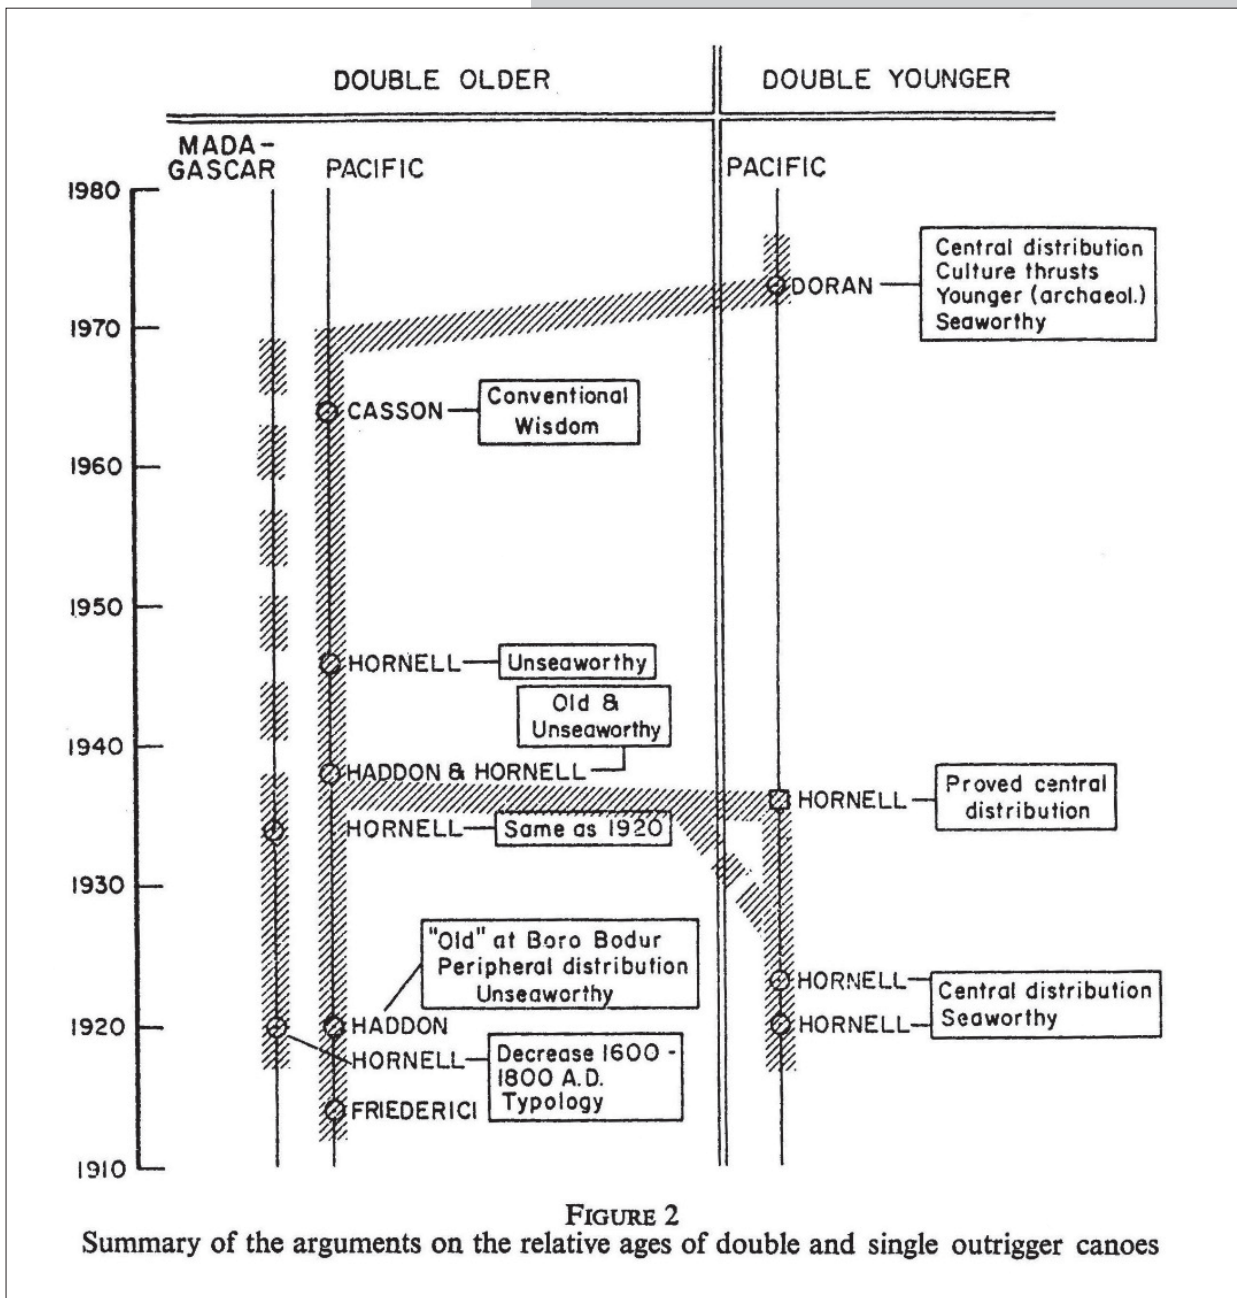 DOUBLE OLDER
DOUBLE YOUNGER
MADA-
GASCAR
PACIFIC
PACIFIC
1980
Central distribution
Culture thrusts
Younger (archaeol.)
Seaworthy
DORAN
1970
CASSON
Conventional
Wisdom
1960
1950
HORNELL
Unseaworthy
Old &
Unseaworthy
1940
HADDON & HORNELL
HORNELL
Proved central
distribution
HORNELL
Same as 1920
1930
"Old" at Boro Bodur
Peripheral distribution
Unseaworthy
HORNELL
HORNELL
Central distribution
Seaworthy
1920
HADDON
HORNELL
Decrease 1600 -
1800 A.D.
Typology
FRIEDERICI
1910
FIGURE 2
Summary of the arguments on the relative ages of double and single outrigger canoes